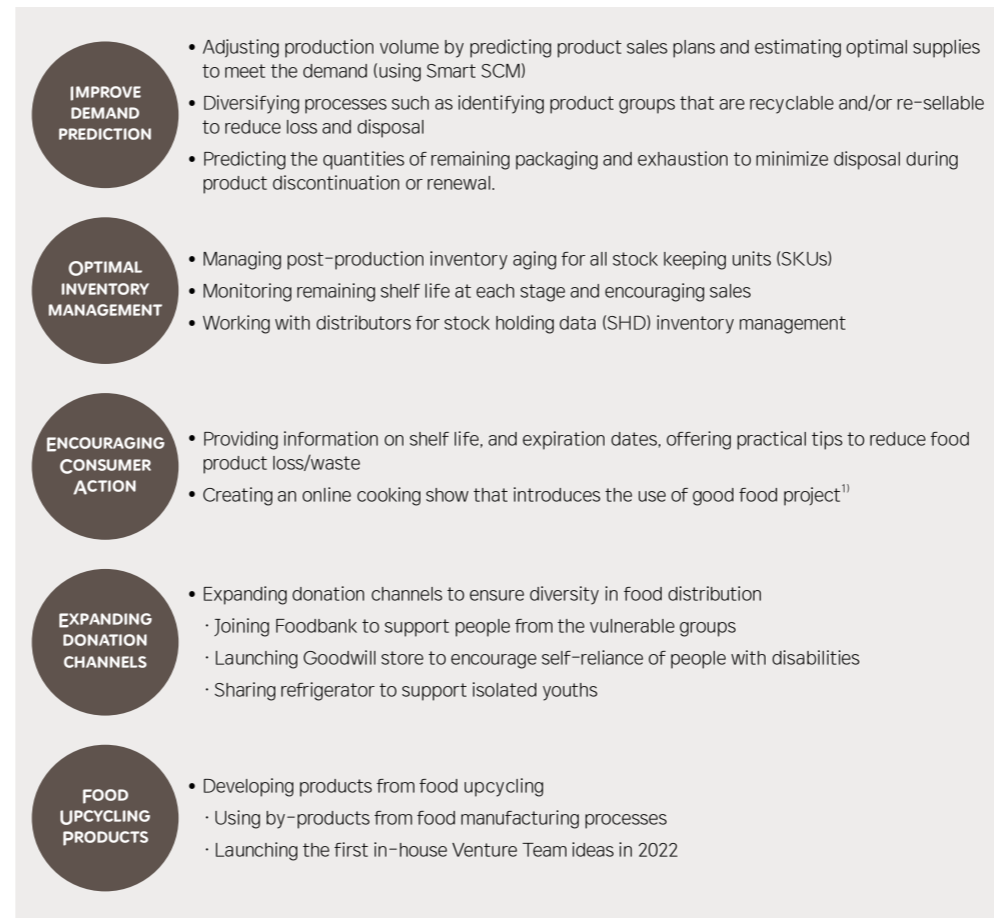 IMPROVE
DEMAND
PREDICTION
• Adjusting production volume by predicting product sales plans and estimating optimal supplies
to meet the demand (using Smart SCM)
• Diversifying processes such as identifying product groups that are recyclable and/or re-sellable
to reduce loss and disposal
• Predicting the quantities of remaining packaging and exhaustion to minimize disposal during
product discontinuation or renewal.
OPTIMAL
INVENTORY
MANAGEMENT
• Managing post-production inventory aging for all stock keeping units (SKUs)
• Monitoring remaining shelf life at each stage and encouraging sales
• Working with distributors for stock holding data (SHD) inventory management
ENCOURAGING
CONSUMER
ACTION
• Providing information on shelf life, and expiration dates, offering practical tips to reduce food
product loss/waste
• Creating an online cooking show that introduces the use of good food project¹⁾
EXPANDING
DONATION
CHANNELS
• Expanding donation channels to ensure diversity in food distribution
· Joining Foodbank to support people from the vulnerable groups
· Launching Goodwill store to encourage self-reliance of people with disabilities
· Sharing refrigerator to support isolated youths
FOOD
UPCYCLING
PRODUCTS
• Developing products from food upcycling
· Using by-products from food manufacturing processes
· Launching the first in-house Venture Team ideas in 2022